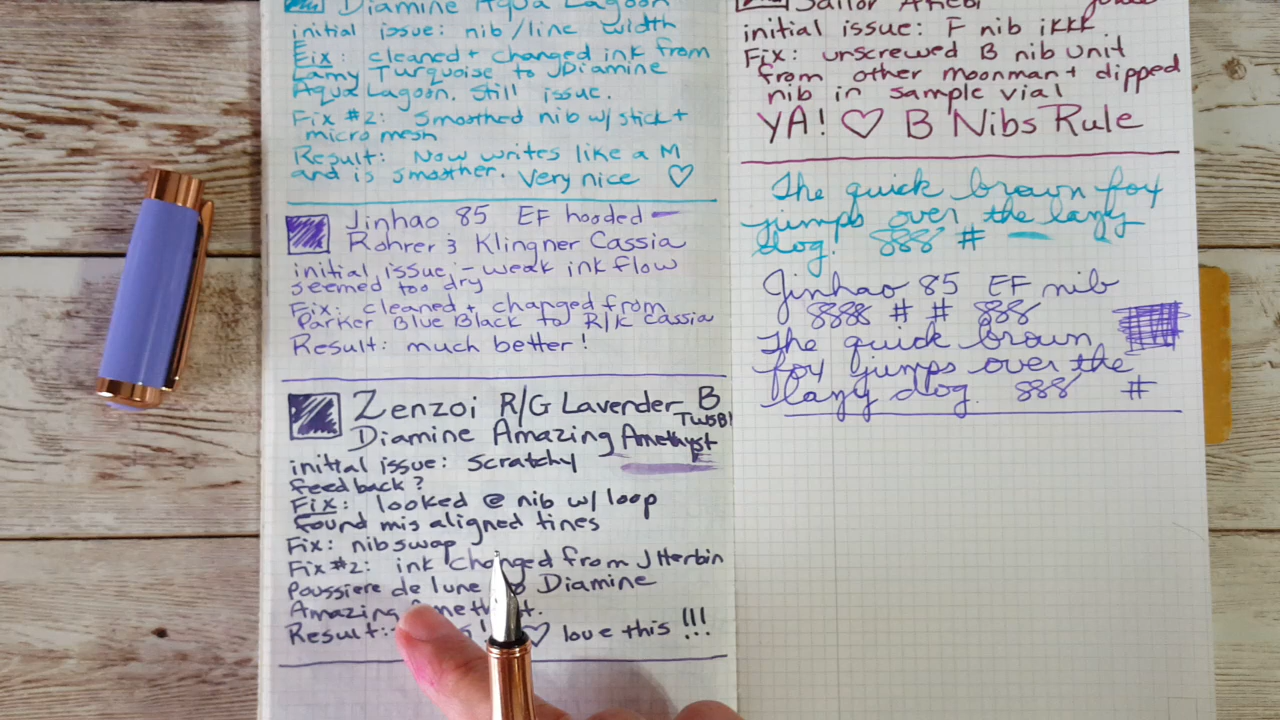 Diamine Aqua Lagoon
initial issue: nib/line width
Fix: cleaned + changed ink from
Lamy Turquoise to Diamine
Aqua Lagoon. Still issue.
Fix #2: Smoothed nib w/ stick +
micro mesh
Result: Now writes like a M
and is smoother. Very nice ♡
Jinhao 85 EF hooded
Rohrer & Klingner Cassia
initial issue - weak ink flow
seemed too dry
Fix: cleaned + changed from
Parker Blue Black to R/K Cassia
Result: much better!
Zenzoi R/G Lavender B
TWSBI
Diamine Amazing Amethyst
initial issue: Scratchy
feedback?
Fix: looked @ nib w/ loop
found mis aligned tines
Fix: nib swap
Fix #2: ink changed from J Herbin
Poussiere de lune Diamine
Amazing
Result: ♡ love this !!!
Sailor
initial issue: F nib ikkk
Fix: unscrewed B nib unit
from other moonman + dipped
nib in sample vial
YA! ♡ B Nibs Rule
The quick brown fox
jumps over the lazy
dog! 888 #
Jinhao 85 EF nib
8888 # # 888
The quick brown
fox jumps over the
lazy dog. 888 #